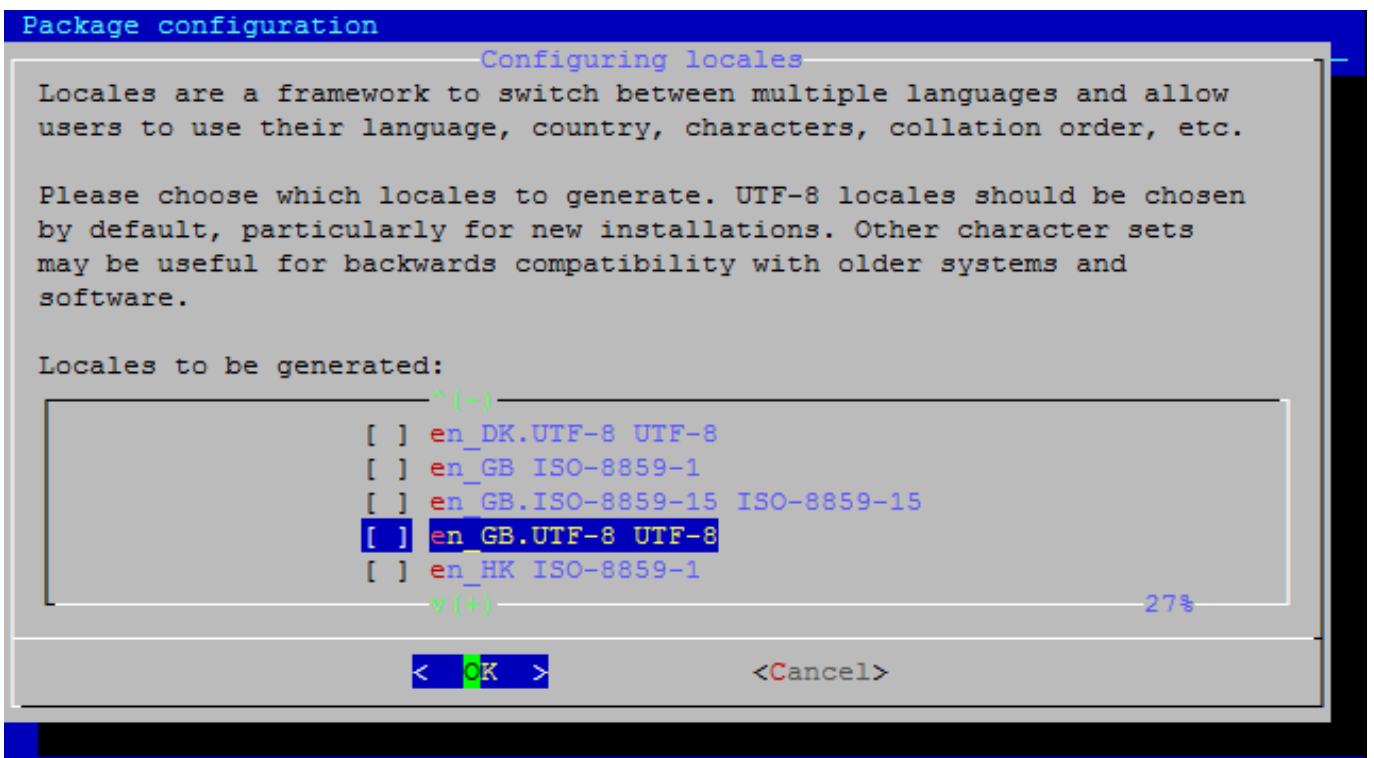 Package configuration
Configuring locales
Locales are a framework to switch between multiple languages and allow
users to use their language, country, characters, collation order, etc.
Please choose which locales to generate. UTF-8 locales should be chosen
by default, particularly for new installations. Other character sets
may be useful for backwards compatibility with older systems and
software.
Locales to be generated:
^(-)
[ ] en_DK.UTF-8 UTF-8
[ ] en_GB ISO-8859-1
[ ] en_GB.ISO-8859-15 ISO-8859-15
[ ] en_GB.UTF-8 UTF-8
[ ] en_HK ISO-8859-1
v(+) 27%
< OK > <Cancel>